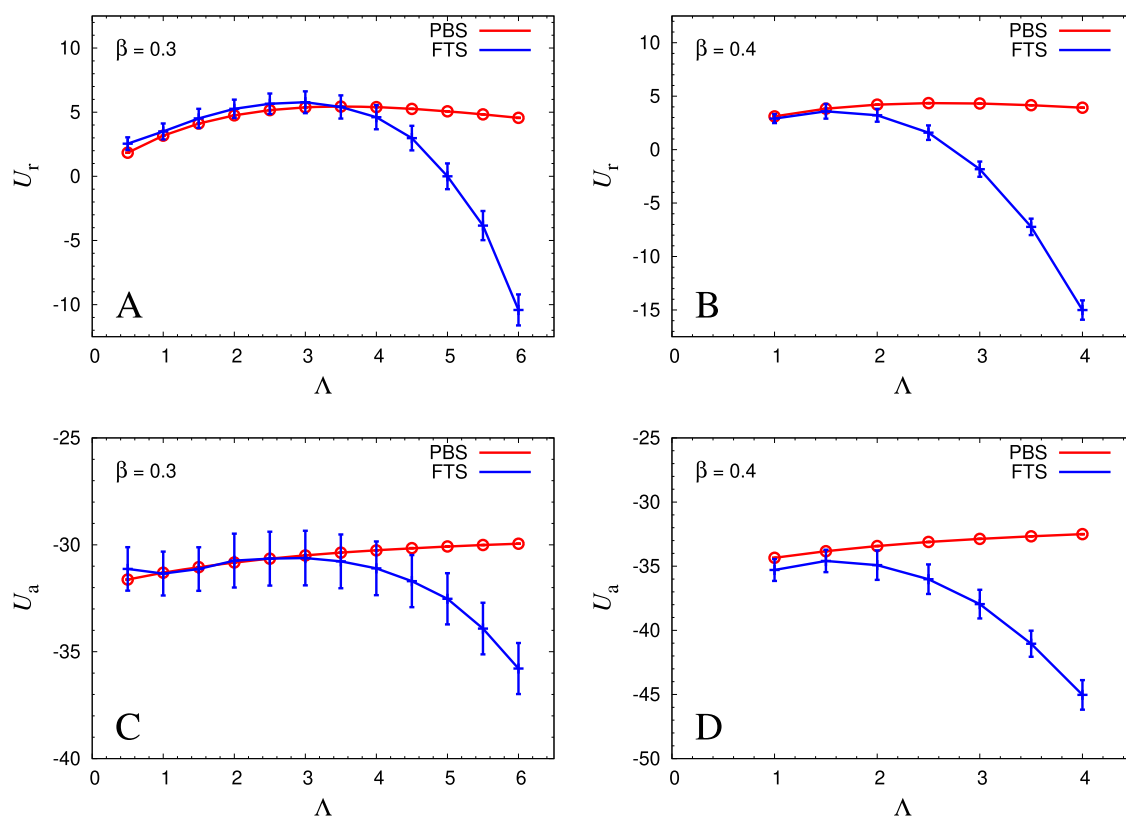 PBS
FTS
β = 0.3
U_r
10
5
0
-5
-10
A
0 1 2 3 4 5 6
Λ
PBS
FTS
β = 0.4
U_r
10
5
0
-5
-10
-15
B
0 1 2 3 4
Λ
PBS
FTS
β = 0.3
U_a
-25
-30
-35
-40
C
0 1 2 3 4 5 6
Λ
PBS
FTS
β = 0.4
U_a
-25
-30
-35
-40
-45
-50
D
0 1 2 3 4
Λ